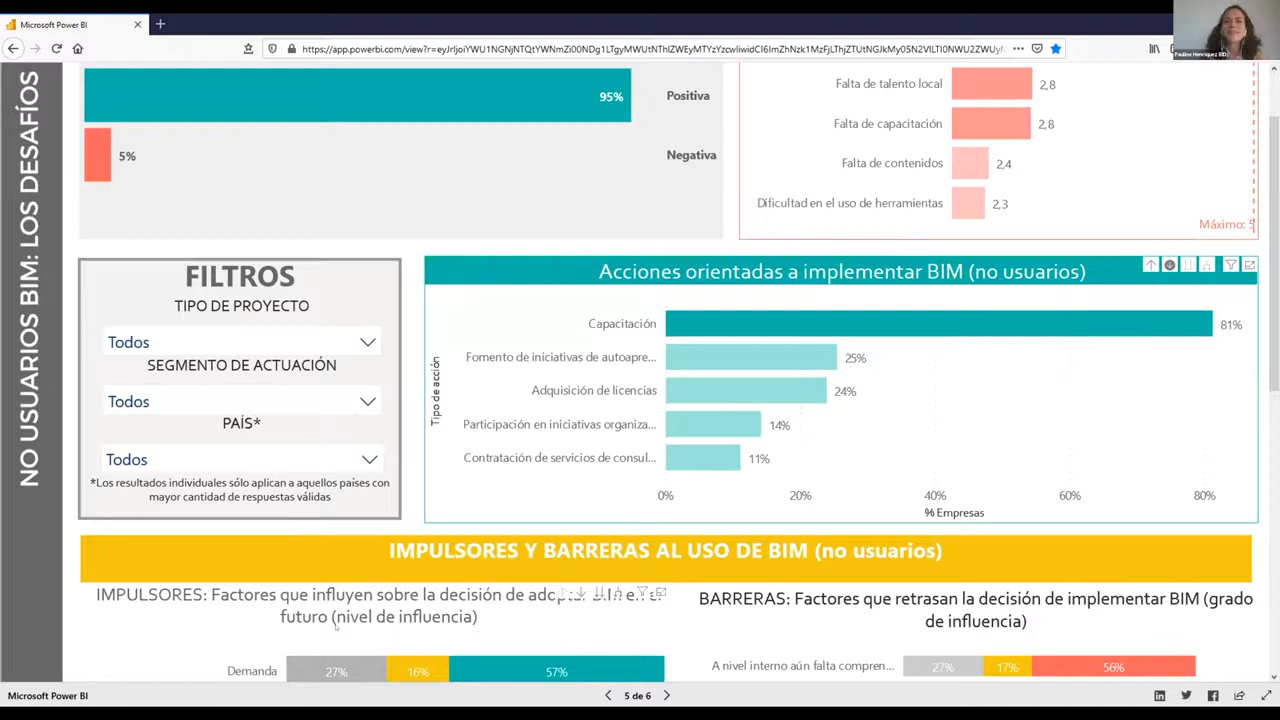 Microsoft Power BI
Pauline Henriquez BID
NO USUARIOS BIM: LOS DESAFÍOS
95%
Positiva
5%
Negativa
Falta de talento local
2,8
Falta de capacitación
2,8
Falta de contenidos
2,4
Dificultad en el uso de herramientas
2,3
Máximo: 5
FILTROS
TIPO DE PROYECTO
Todos
SEGMENTO DE ACTUACIÓN
Todos
PAÍS*
Todos
*Los resultados individuales sólo aplican a aquellos países con
mayor cantidad de respuestas válidas
Acciones orientadas a implementar BIM (no usuarios)
Tipo de acción
Capacitación
81%
Fomento de iniciativas de autoapre...
25%
Adquisición de licencias
24%
Participación en iniciativas organiza...
14%
Contratación de servicios de consul...
11%
0% 20% 40% 60% 80%
% Empresas
IMPULSORES Y BARRERAS AL USO DE BIM (no usuarios)
IMPULSORES: Factores que influyen sobre la decisión de adoptar BIM en el
futuro (nivel de influencia)
Demanda 27% 16% 57%
BARRERAS: Factores que retrasan la decisión de implementar BIM (grado
de influencia)
A nivel interno aún falta compren... 27% 17% 56%
Microsoft Power BI
5 de 6